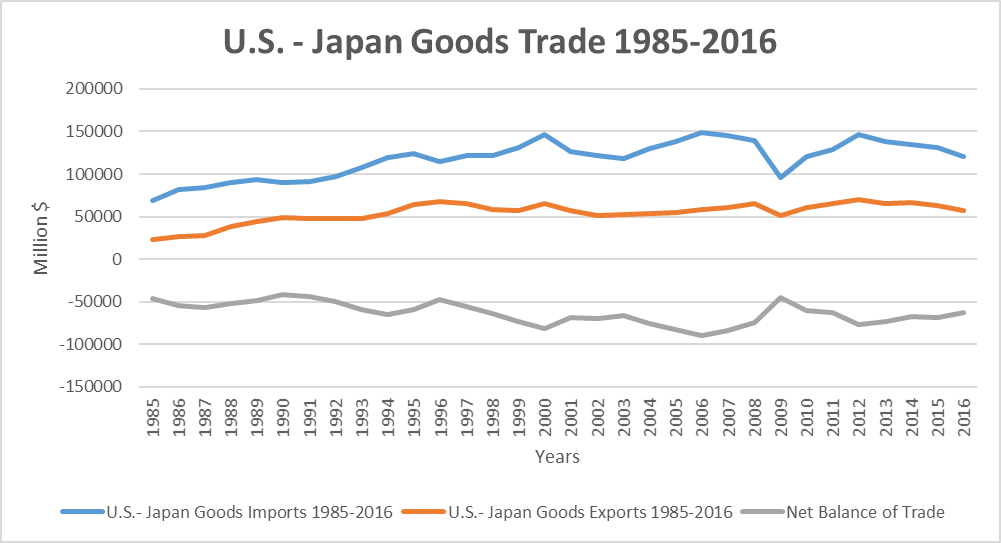 U.S. - Japan Goods Trade 1985-2016
200000
150000
100000
50000
0
-50000
-100000
-150000
Million $
1985 1986 1987 1988 1989 1990 1991 1992 1993 1994 1995 1996 1997 1998 1999 2000 2001 2002 2003 2004 2005 2006 2007 2008 2009 2010 2011 2012 2013 2014 2015 2016
Years
U.S.- Japan Goods Imports 1985-2016 U.S.- Japan Goods Exports 1985-2016 Net Balance of Trade